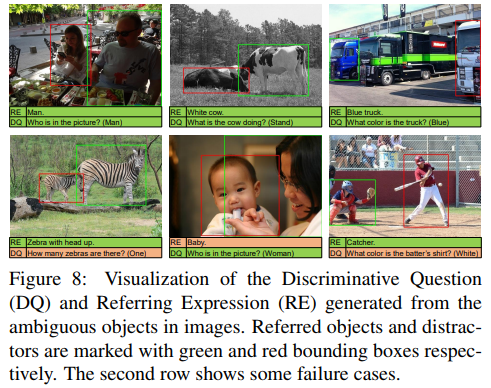 RE Man.
DQ Who is in the picture? (Man)
RE White cow.
DQ What is the cow doing? (Stand)
RE Blue truck.
DQ What color is the truck? (Blue)
RE Zebra with head up.
DQ How many zebras are there? (One)
RE Baby.
DQ Who is in the picture? (Woman)
RE Catcher.
DQ What color is the batter's shirt? (White)
Figure 8: Visualization of the Discriminative Question
(DQ) and Referring Expression (RE) generated from the
ambiguous objects in images. Referred objects and distrac-
tors are marked with green and red bounding boxes respec-
tively. The second row shows some failure cases.